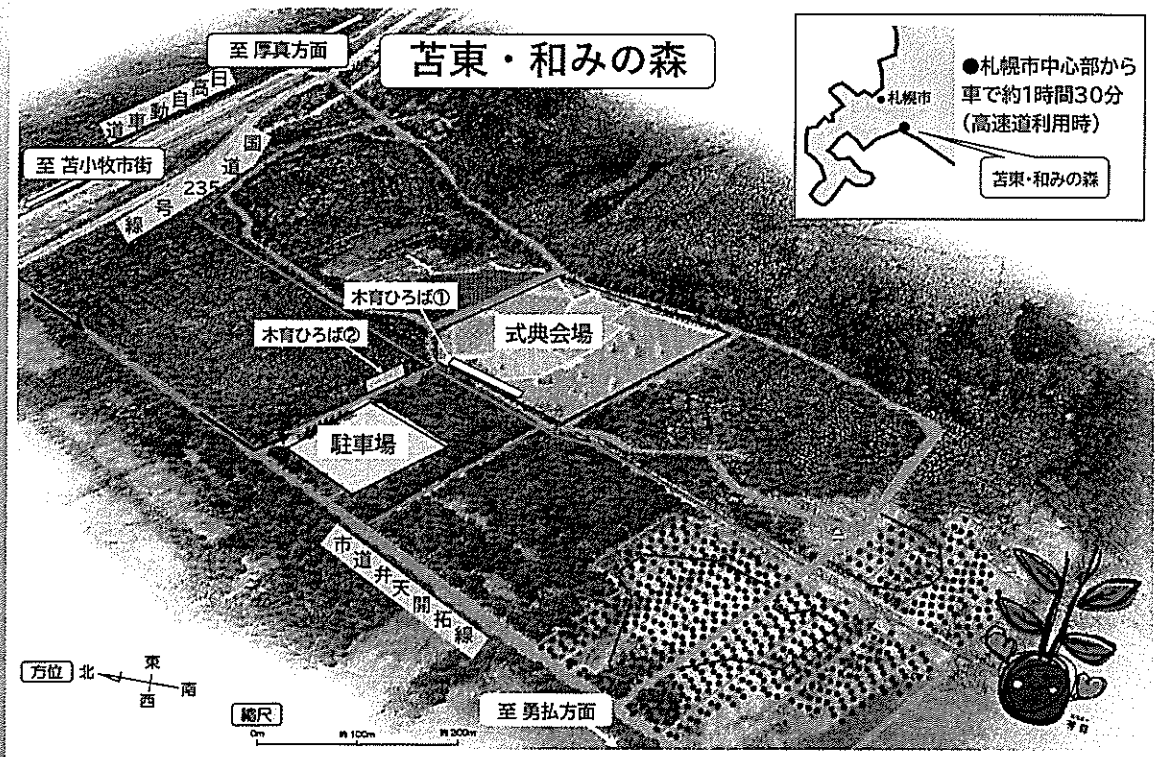 苫東・和みの森
至 厚真方面
日高自動車道
至 苫小牧市街
国道235号線
●札幌市中心部から
車で約1時間30分
(高速道利用時)
●札幌市
苫東・和みの森
木育ひろば①
木育ひろば②
式典会場
駐車場
市道弁天開拓線
方位
北
東
西
南
縮尺
0m
約100m
約200m
至 勇払方面